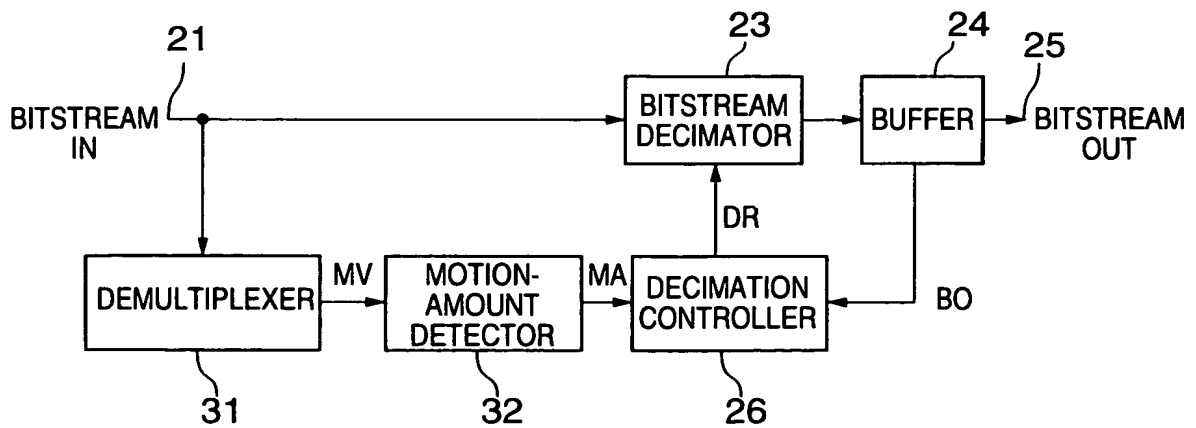 21
23
24
25
BITSTREAM
IN
BITSTREAM
DECIMATOR
BUFFER
BITSTREAM
OUT
DR
DEMULTIPLEXER
MV
MOTION-
AMOUNT
DETECTOR
MA
DECIMATION
CONTROLLER
BO
31
32
26